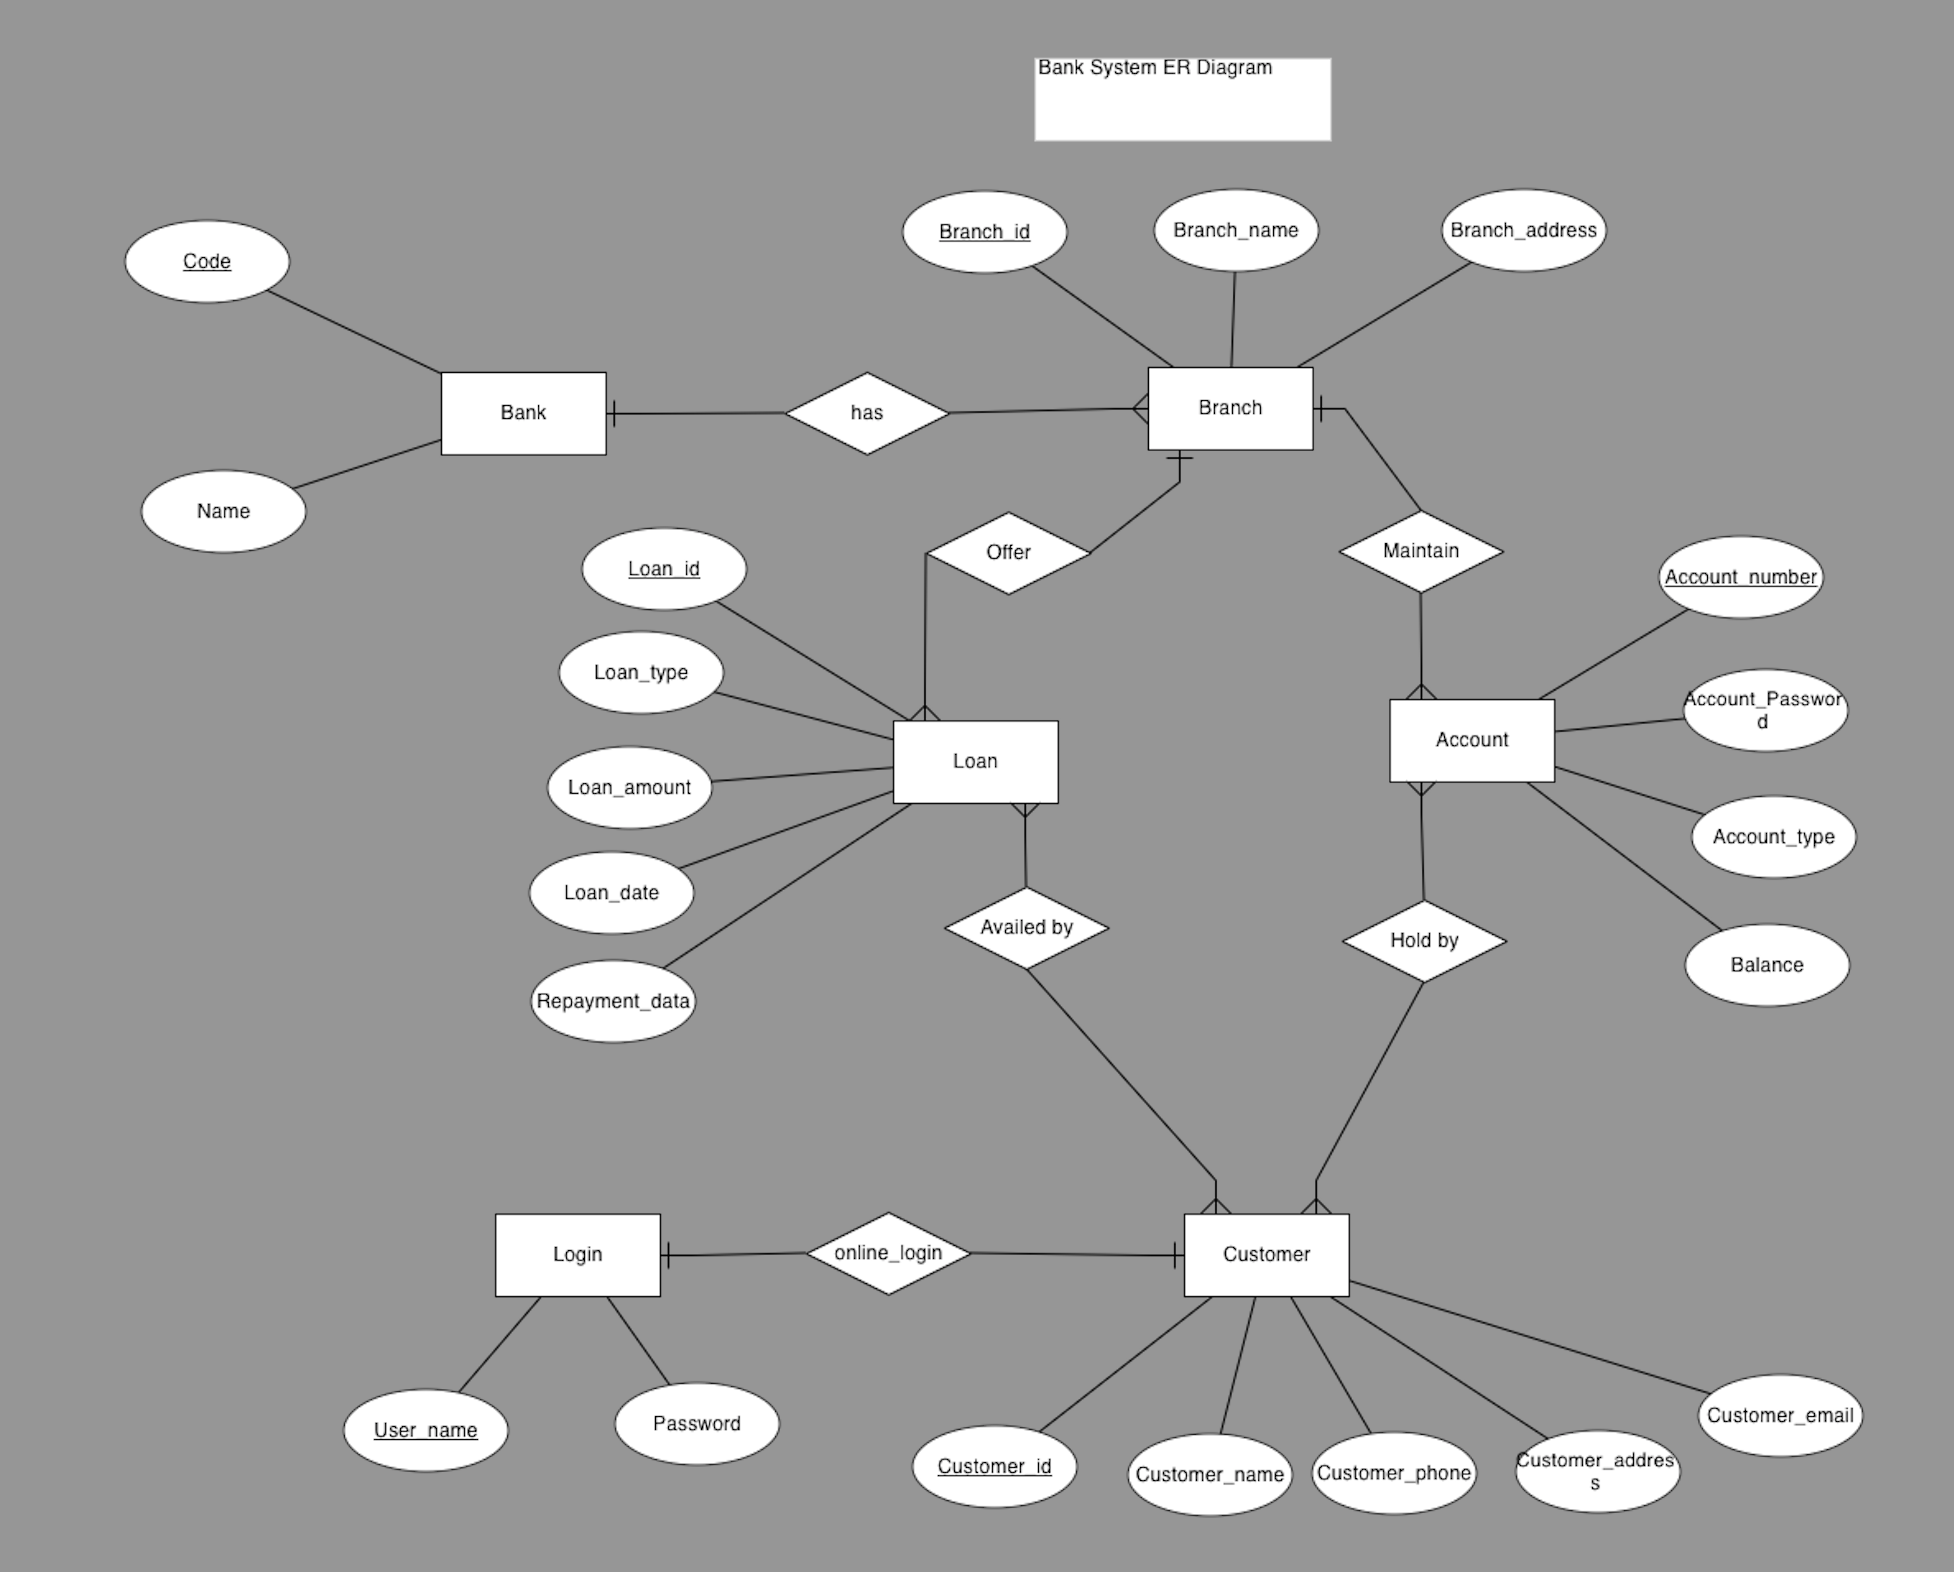 Bank System ER Diagram
Branch_id
Branch_name
Branch_address
Code
Bank
has
Branch
Name
Offer
Maintain
Loan_id
Account_number
Loan_type
Account_Passwor
d
Loan
Account
Loan_amount
Account_type
Loan_date
Availed by
Hold by
Balance
Repayment_data
Login
online_login
Customer
User_name
Password
Customer_id
Customer_name
Customer_phone
Customer_addres
s
Customer_email